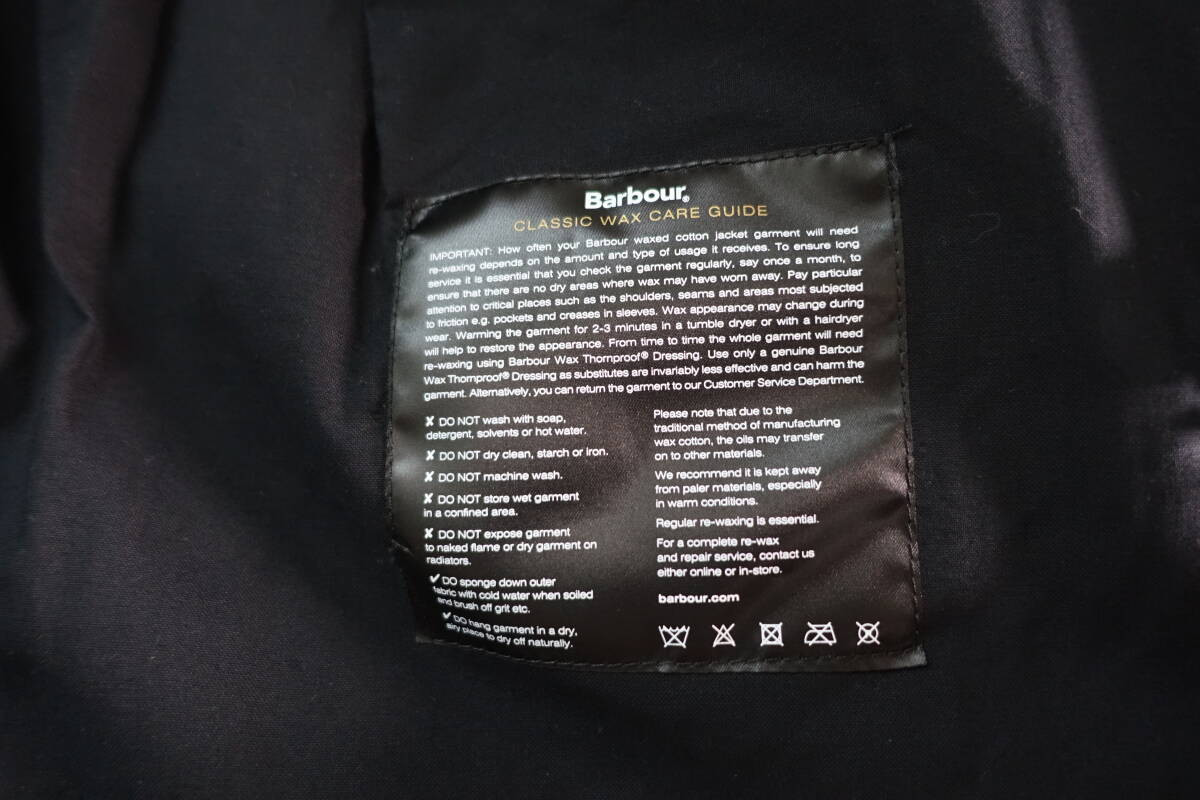 Barbour®
CLASSIC WAX CARE GUIDE
IMPORTANT: How often your Barbour waxed cotton jacket garment will need
re-waxing depends on the amount and type of usage it receives. To ensure long
service it is essential that you check the garment regularly, say once a month, to
ensure that there are no dry areas where wax may have worn away. Pay particular
attention to critical places such as the shoulders, seams and areas most subjected
to friction e.g. pockets and creases in sleeves. Wax appearance may change during
wear. Warming the garment for 2-3 minutes in a tumble dryer or with a hairdryer
will help to restore the appearance. From time to time the whole garment will need
re-waxing using Barbour Wax Thornproof® Dressing. Use only a genuine Barbour
Wax Thornproof® Dressing as substitutes are invariably less effective and can harm the
garment. Alternatively, you can return the garment to our Customer Service Department.
✘ DO NOT wash with soap,
detergent, solvents or hot water.
✘ DO NOT dry clean, starch or iron.
✘ DO NOT machine wash.
✘ DO NOT store wet garment
in a confined area.
✘ DO NOT expose garment
to naked flame or dry garment on
radiators.
✔ DO sponge down outer
fabric with cold water when soiled
and brush off grit etc.
✔ DO hang garment in a dry,
airy place to dry off naturally.
Please note that due to the
traditional method of manufacturing
wax cotton, the oils may transfer
on to other materials.
We recommend it is kept away
from paler materials, especially
in warm conditions.
Regular re-waxing is essential.
For a complete re-wax
and repair service, contact us
either online or in-store.
barbour.com